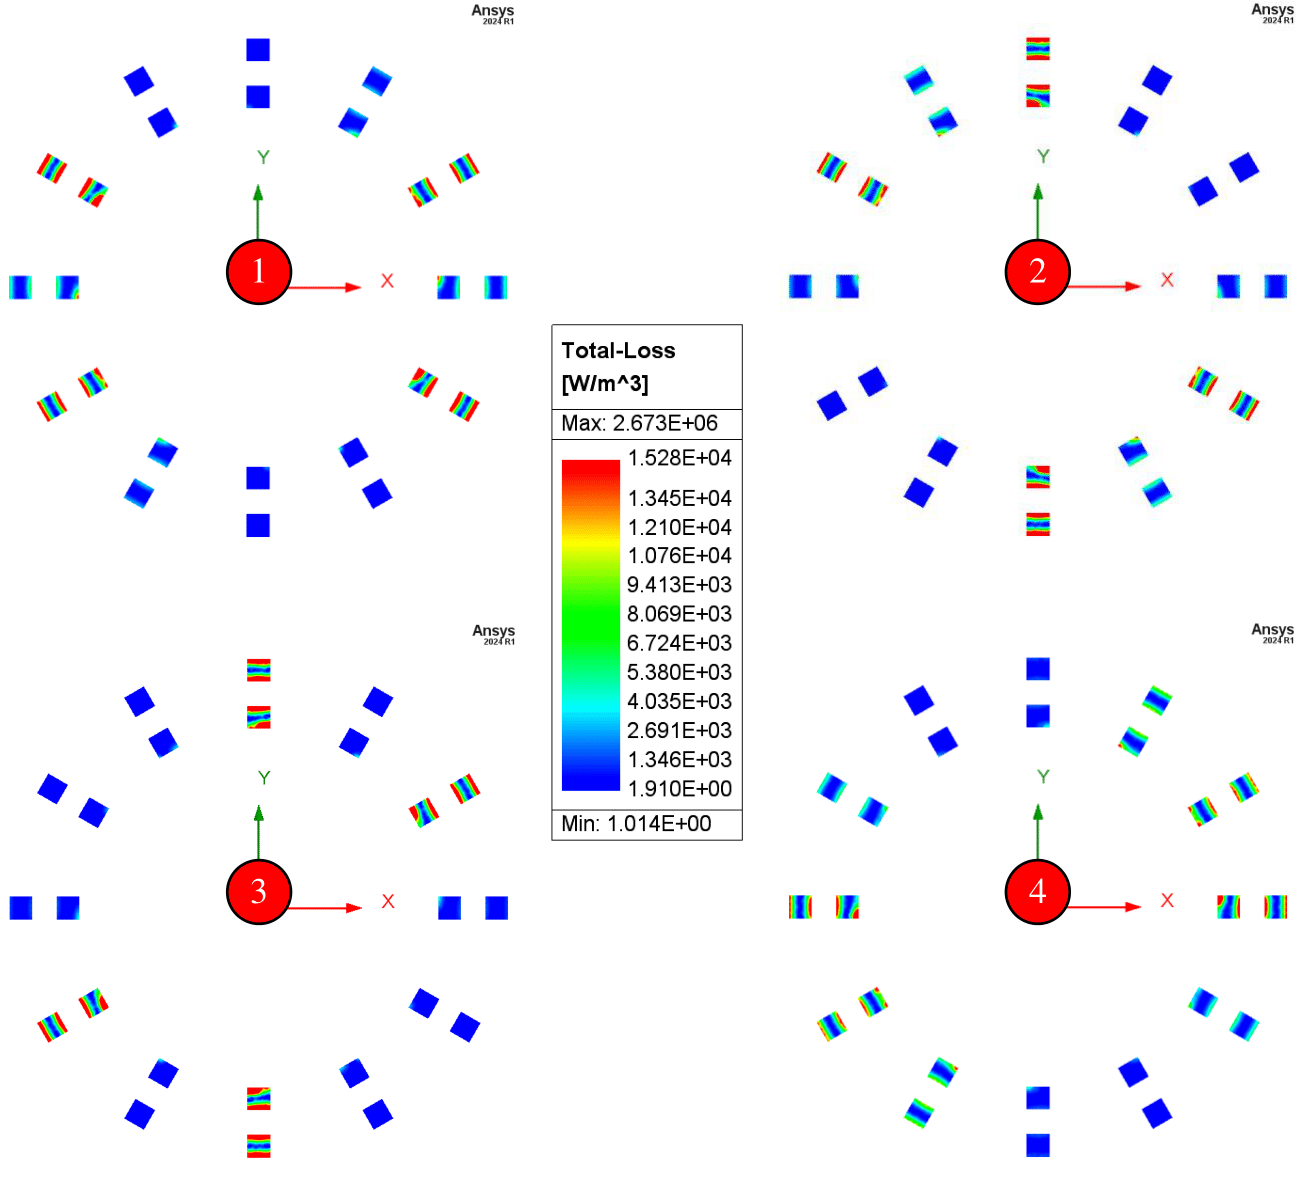 Ansys
2024 R1
Ansys
2024 R1
Y
Y
1
X
2
X
Total-Loss
[W/m^3]
Max: 2.673E+06
1.528E+04
1.345E+04
1.210E+04
1.076E+04
9.413E+03
8.069E+03
6.724E+03
5.380E+03
4.035E+03
2.691E+03
1.346E+03
1.910E+00
Min: 1.014E+00
Ansys
2024 R1
Ansys
2024 R1
Y
Y
3
X
4
X